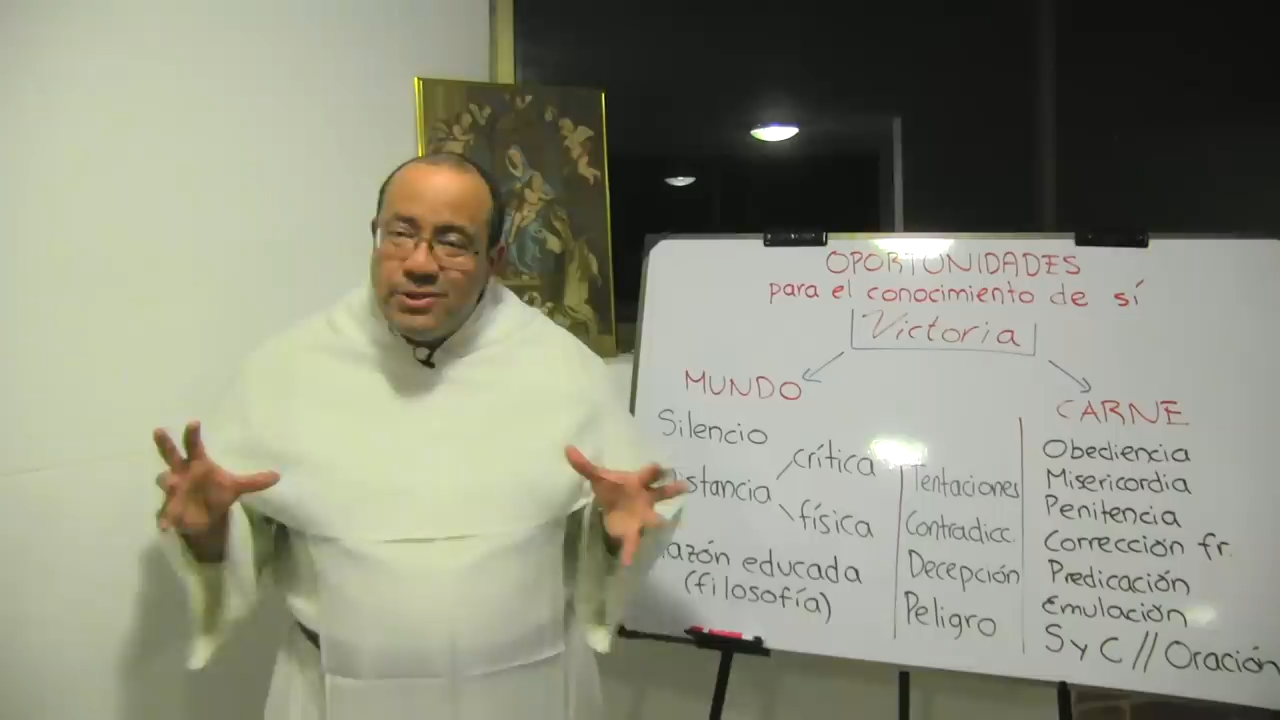 OPORTUNIDADES
para el conocimiento de sí
Victoria
MUNDO
Silencio
crítica
física
educada
(filosofía)
Tentaciones
Contradicc.
Decepción
Peligro
CARNE
Obediencia
Misericordia
Penitencia
Corrección fr.
Predicación
Emulación
S y C // Oración